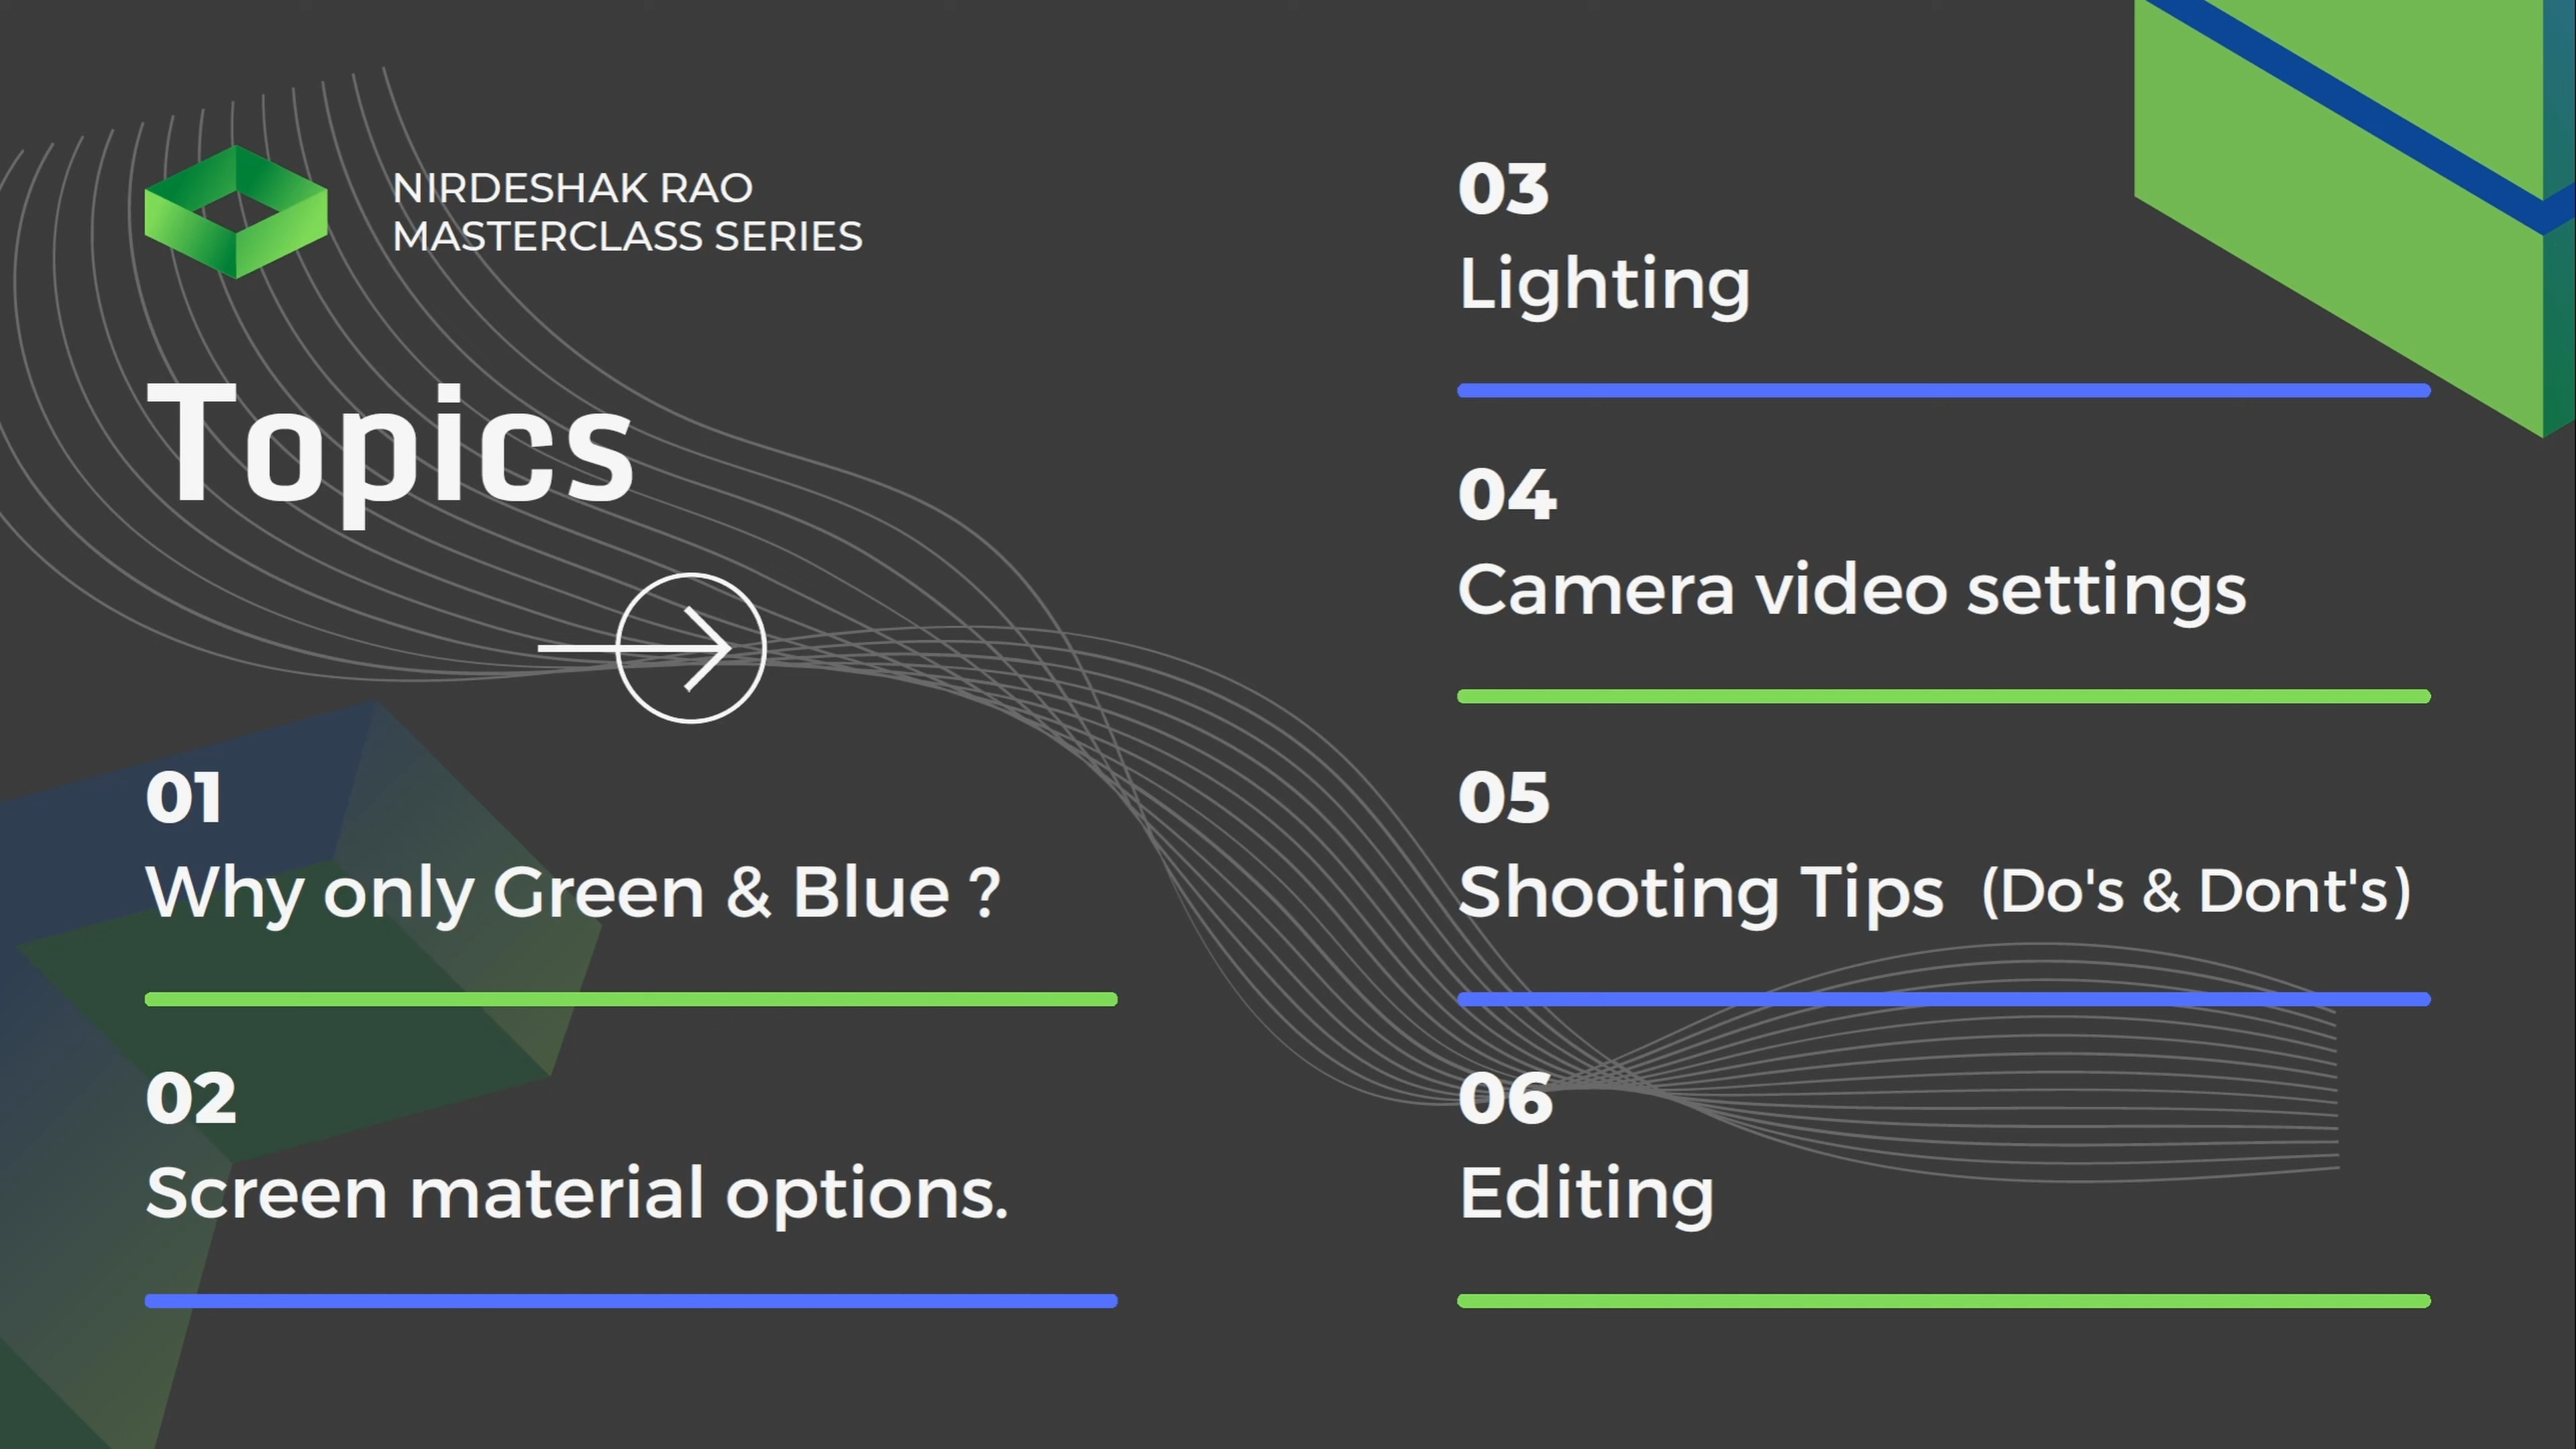 NIRDESHAK RAO
MASTERCLASS SERIES
Topics
01
Why only Green & Blue ?
02
Screen material options.
03
Lighting
04
Camera video settings
05
Shooting Tips (Do's & Dont's)
06
Editing